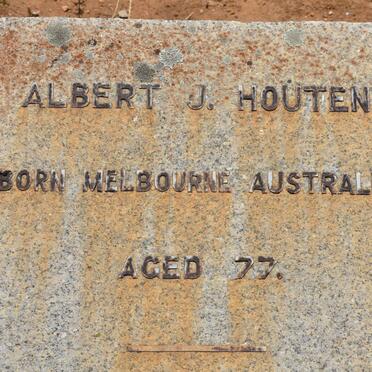 ALBERT J. HOUTEN
BORN MELBOURNE AUSTRAL
AGED 77.